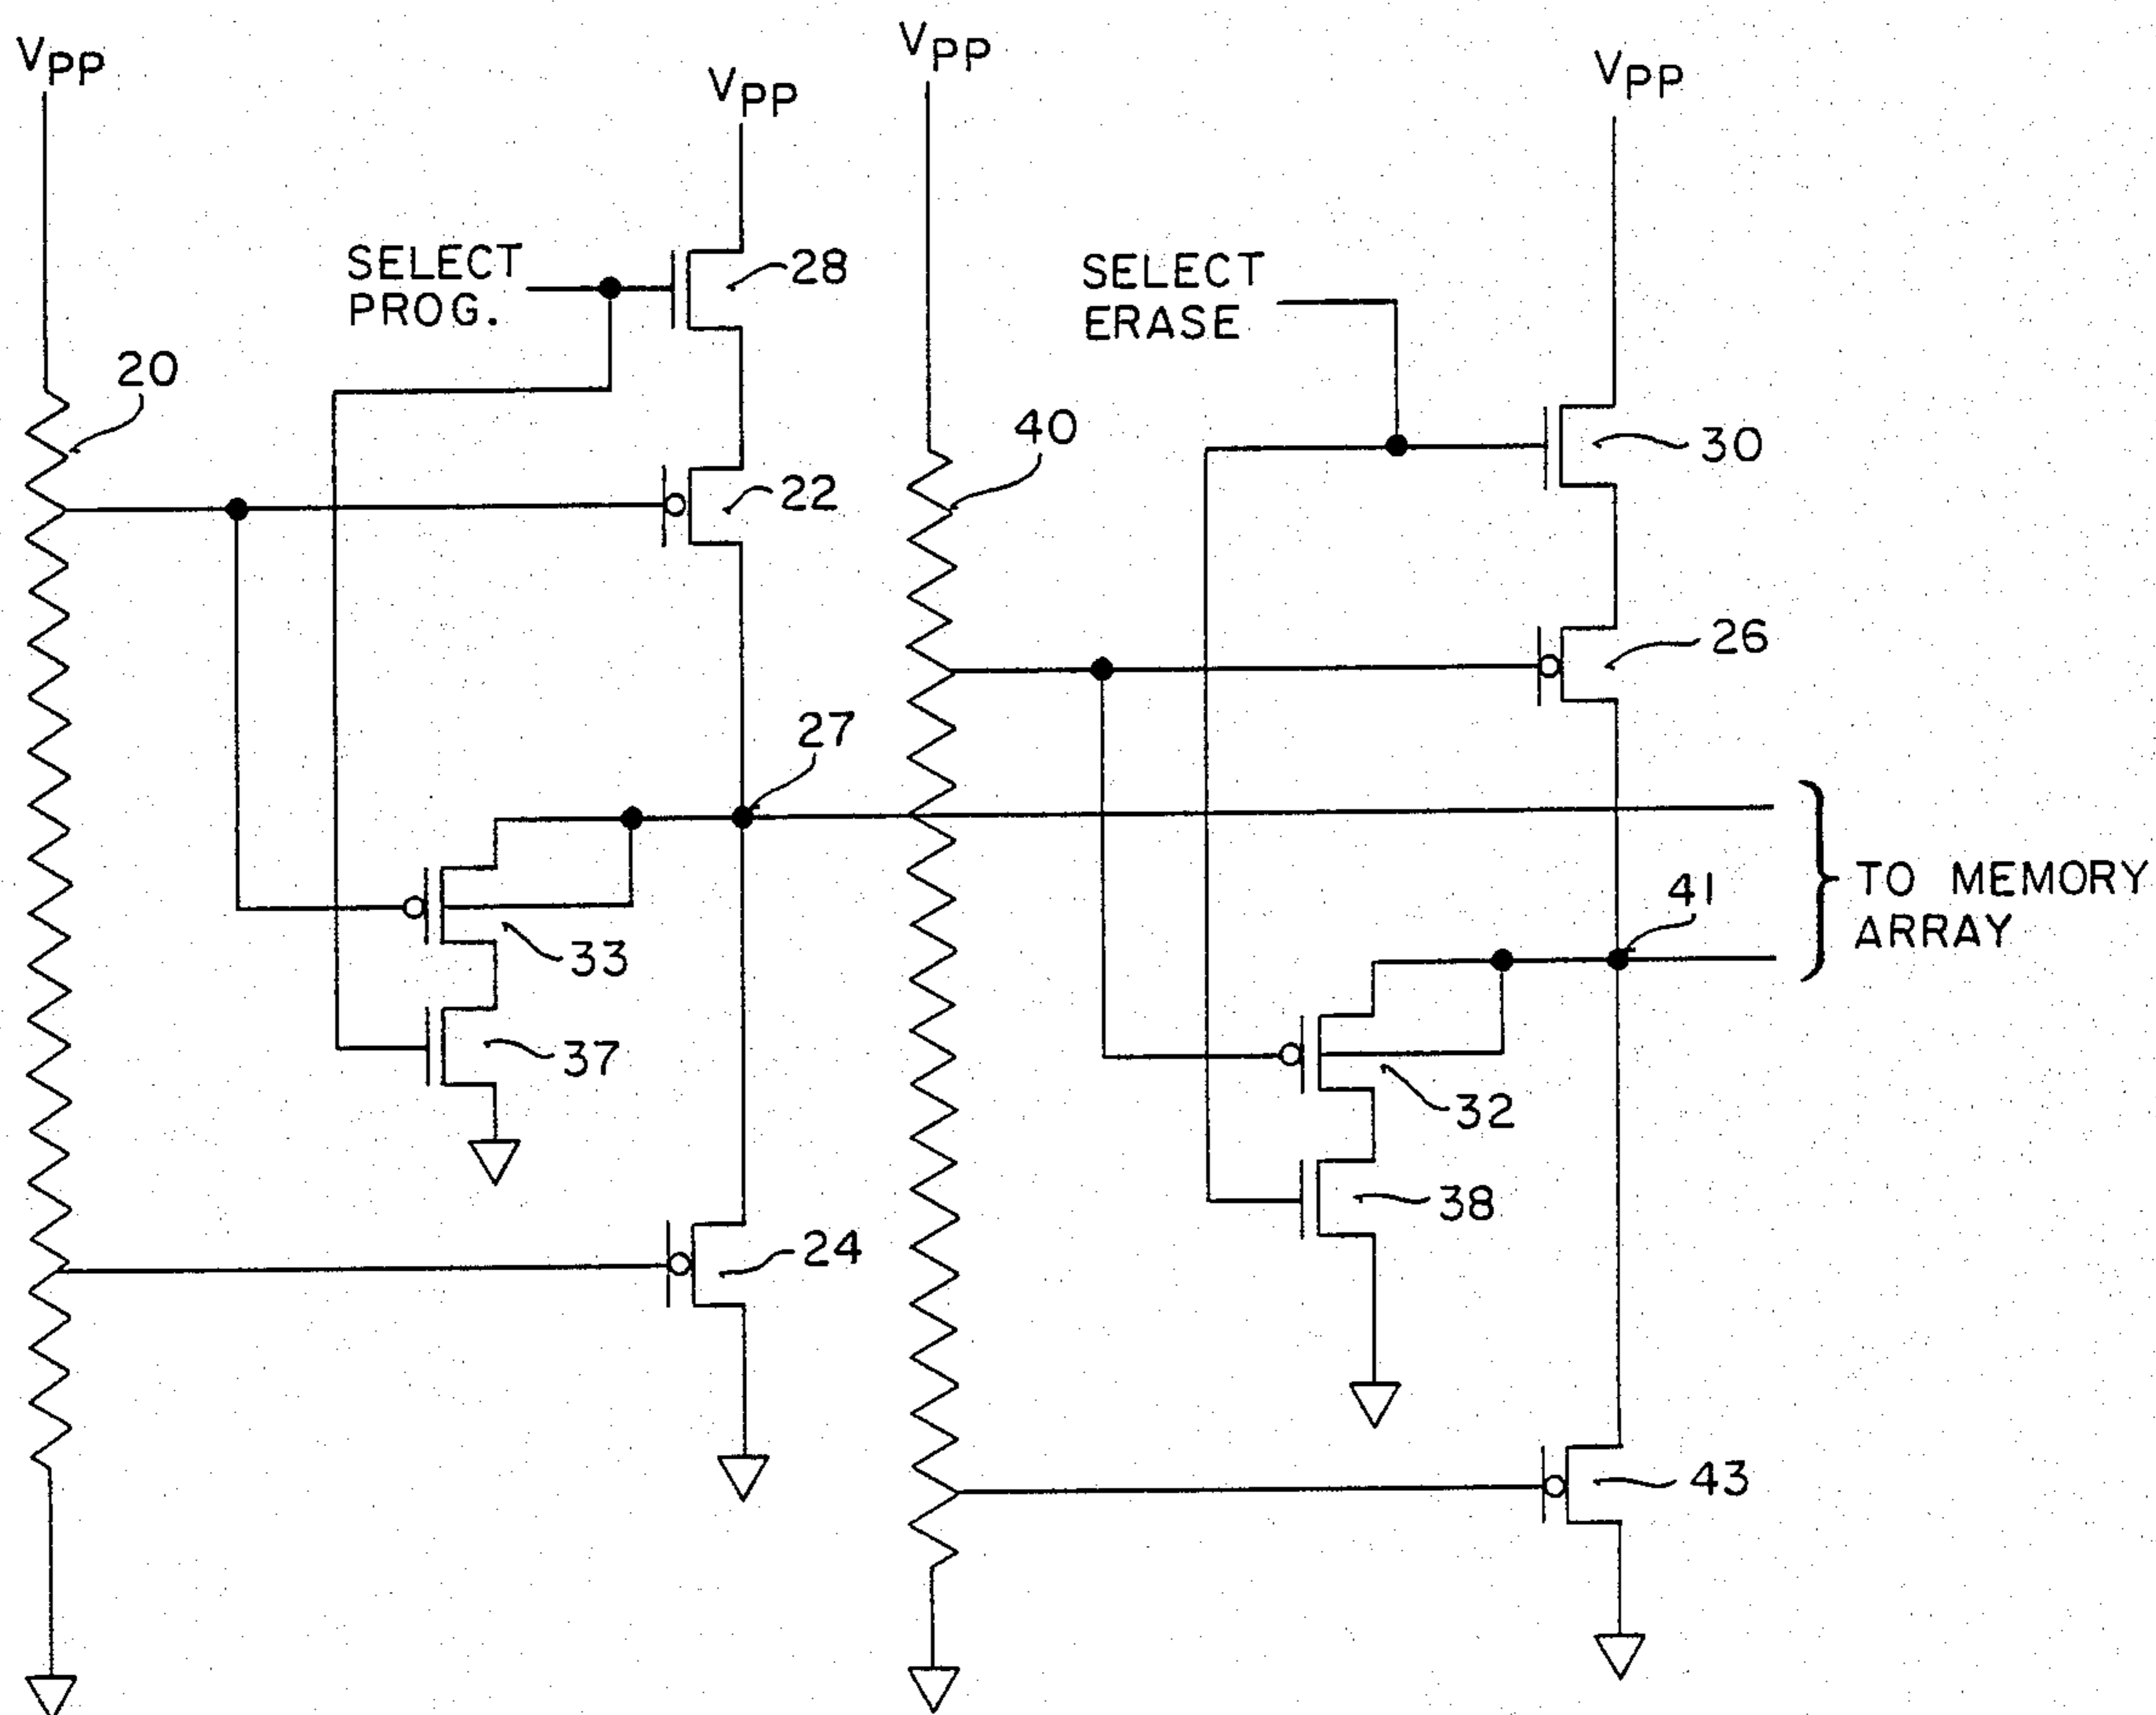 VPP
VPP
VPP
VPP
SELECT
PROG.
28
SELECT
ERASE
20
40
30
22
26
27
41
TO MEMORY
ARRAY
33
37
32
38
24
43